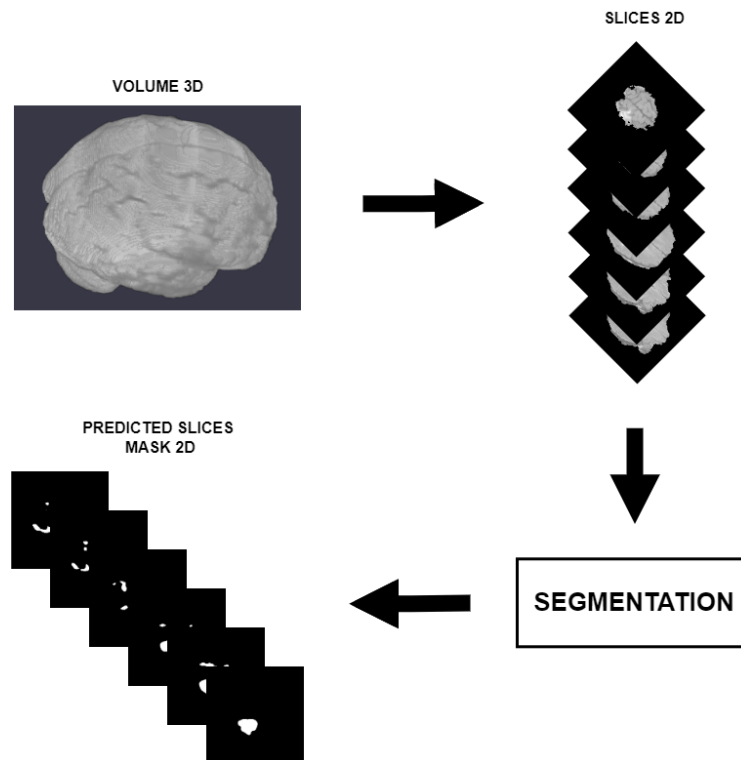 SLICES 2D
VOLUME 3D
PREDICTED SLICES
MASK 2D
SEGMENTATION